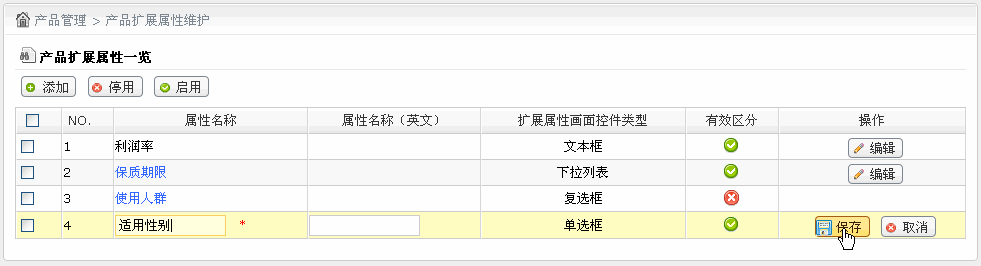 产品管理 > 产品扩展属性维护
产品扩展属性一览
添加 停用 启用
NO. 属性名称 属性名称（英文） 扩展属性画面控件类型 有效区分 操作
1 利润率 文本框 编辑
2 保质期限 下拉列表 编辑
3 使用人群 复选框
4 适用性别 * 单选框 保存 取消